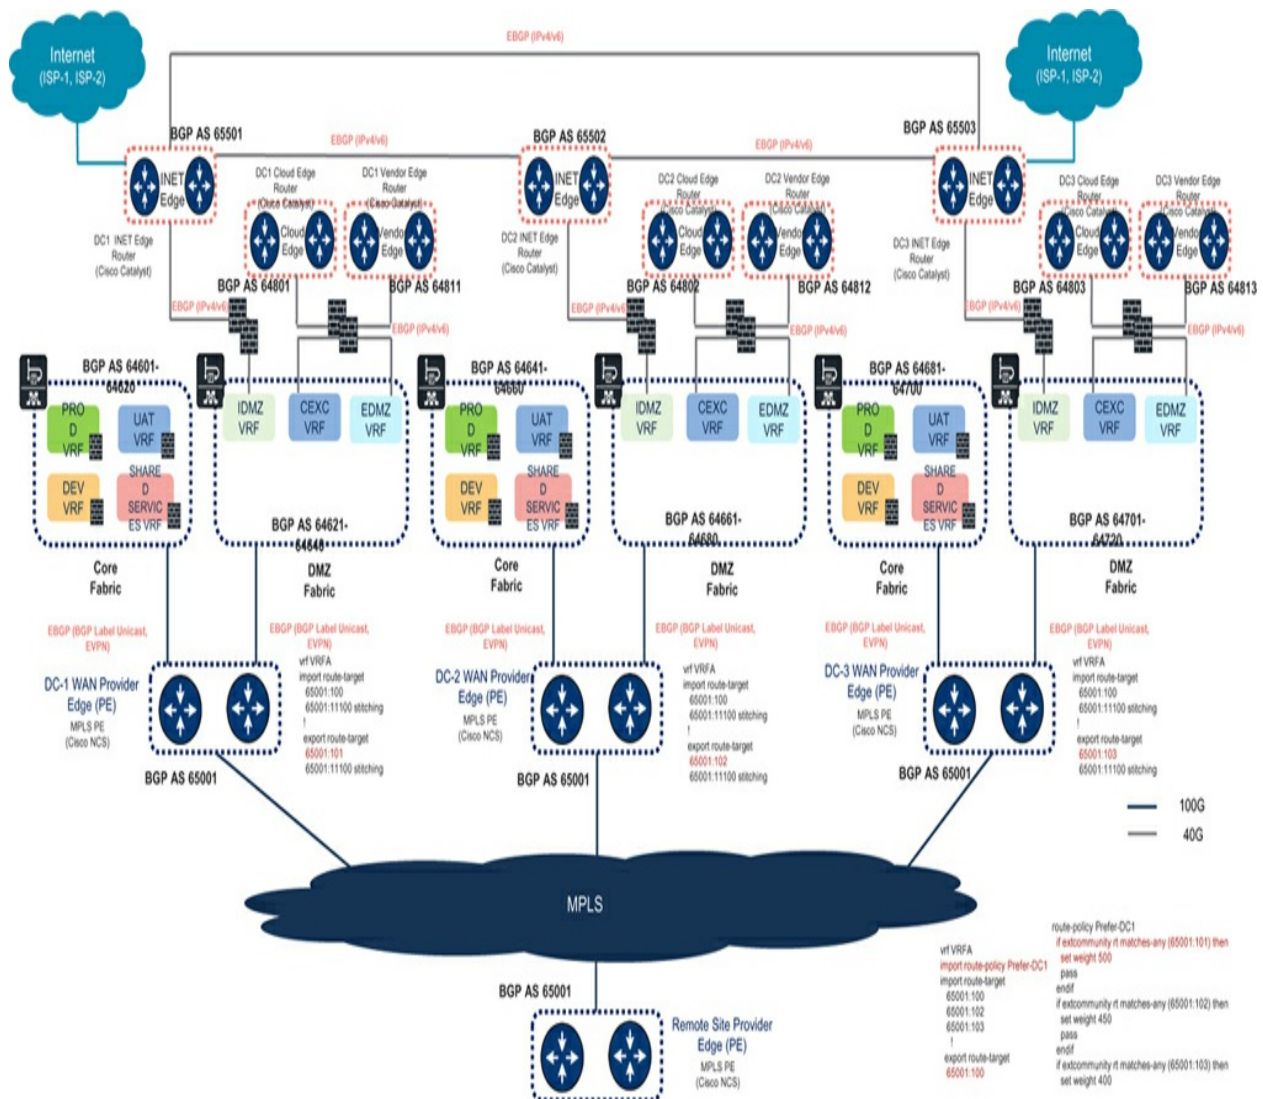 EBGP (IPv4/v6)
Internet
(ISP-1, ISP-2)
Internet
(ISP-1, ISP-2)
BGP AS 65501
EBGP (IPv4/v6)
BGP AS 65502
EBGP (IPv4/v6)
BGP AS 65503
INET
Edge
DC1 Cloud Edge
Router
(Cisco Catalyst)
Cloud
Edge
DC1 Vendor Edge
Router
(Cisco Catalyst)
Vendor
Edge
INET
Edge
DC2 Cloud Edge
Router
(Cisco Catalyst)
Cloud
Edge
DC2 Vendor Edge
Router
(Cisco Catalyst)
Vendor
Edge
INET
Edge
DC3 Cloud Edge
Router
(Cisco Catalyst)
Cloud
Edge
DC3 Vendor Edge
Router
(Cisco Catalyst)
Vendor
Edge
DC1 INET Edge
Router
(Cisco Catalyst)
DC2 INET Edge
Router
(Cisco Catalyst)
DC3 INET Edge
Router
(Cisco Catalyst)
BGP AS 64801
BGP AS 64811
BGP AS 64802
BGP AS 64812
BGP AS 64803
BGP AS 64813
EBGP (IPv4/v6)
EBGP (IPv4/v6)
EBGP (IPv4/v6)
EBGP (IPv4/v6)
EBGP (IPv4/v6)
EBGP (IPv4/v6)
BGP AS 64601-
64620
PRO
D
VRF
UAT
VRF
DEV
VRF
SHARE
D
SERVIC
ES VRF
IDMZ
VRF
CEXC
VRF
EDMZ
VRF
BGP AS 64621-
64640
BGP AS 64641-
64660
PRO
D
VRF
UAT
VRF
DEV
VRF
SHARE
D
SERVIC
ES VRF
IDMZ
VRF
CEXC
VRF
EDMZ
VRF
BGP AS 64661-
64680
BGP AS 64681-
64700
PRO
D
VRF
UAT
VRF
DEV
VRF
SHARE
D
SERVIC
ES VRF
IDMZ
VRF
CEXC
VRF
EDMZ
VRF
BGP AS 64701-
64720
Core
Fabric
DMZ
Fabric
Core
Fabric
DMZ
Fabric
Core
Fabric
DMZ
Fabric
EBGP (BGP Label Unicast,
EVPN)
EBGP (BGP Label Unicast,
EVPN)
EBGP (BGP Label Unicast,
EVPN)
EBGP (BGP Label Unicast,
EVPN)
EBGP (BGP Label Unicast,
EVPN)
EBGP (BGP Label Unicast,
EVPN)
DC-1 WAN Provider
Edge (PE)
MPLS PE
(Cisco NCS)
vrf VRFA
import route-target
65001:100
65001:11100 stitching
!
export route-target
65001:101
65001:11100 stitching
BGP AS 65001
DC-2 WAN Provider
Edge (PE)
MPLS PE
(Cisco NCS)
vrf VRFA
import route-target
65001:100
65001:11100 stitching
!
export route-target
65001:102
65001:11100 stitching
BGP AS 65001
DC-3 WAN Provider
Edge (PE)
MPLS PE
(Cisco NCS)
vrf VRFA
import route-target
65001:100
65001:11100 stitching
!
export route-target
65001:103
65001:11100 stitching
BGP AS 65001
100G
40G
MPLS
BGP AS 65001
Remote Site Provider
Edge (PE)
MPLS PE
(Cisco NCS)
vrf VRFA
import route-policy Prefer-DC1
import route-target
65001:100
65001:102
65001:103
!
export route-target
65001:100
route-policy Prefer-DC1
if extcommunity rt matches-any (65001:101) then
set weight 500
pass
endif
if extcommunity rt matches-any (65001:102) then
set weight 450
pass
endif
if extcommunity rt matches-any (65001:103) then
set weight 400